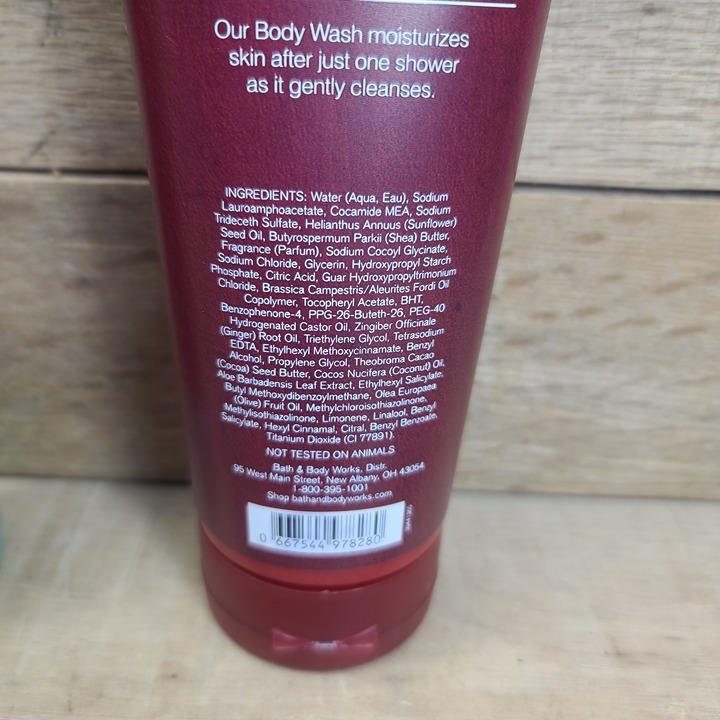 Our Body Wash moisturizes
skin after just one shower
as it gently cleanses.
INGREDIENTS: Water (Aqua, Eau), Sodium
Lauroamphoacetate, Cocamide MEA, Sodium
Trideceth Sulfate, Helianthus Annuus (Sunflower)
Seed Oil, Butyrospermum Parkii (Shea) Butter,
Fragrance (Parfum), Sodium Cocoyl Glycinate,
Sodium Chloride, Glycerin, Hydroxypropyl Starch
Phosphate, Citric Acid, Guar Hydroxypropyltrimonium
Chloride, Brassica Campestris/Aleurites Fordi Oil
Copolymer, Tocopheryl Acetate, BHT,
Benzophenone-4, PPG-26-Buteth-26, PEG-40
Hydrogenated Castor Oil, Zingiber Officinale
(Ginger) Root Oil, Triethylene Glycol, Tetrasodium
EDTA, Ethylhexyl Methoxycinnamate, Benzyl
Alcohol, Propylene Glycol, Theobroma Cacao
(Cocoa) Seed Butter, Cocos Nucifera (Coconut) Oil,
Aloe Barbadensis Leaf Extract, Ethylhexyl Salicylate,
Butyl Methoxydibenzoylmethane, Olea Europaea
(Olive) Fruit Oil, Methylchloroisothiazolinone,
Methylisothiazolinone, Limonene, Linalool, Benzyl
Salicylate, Hexyl Cinnamal, Citral, Benzyl Benzoate,
Titanium Dioxide (CI 77891).
NOT TESTED ON ANIMALS
Bath & Body Works, Distr.
95 West Main Street, New Albany, OH 43054
1-800-395-1001
Shop bathandbodyworks.com
0 667544 978280